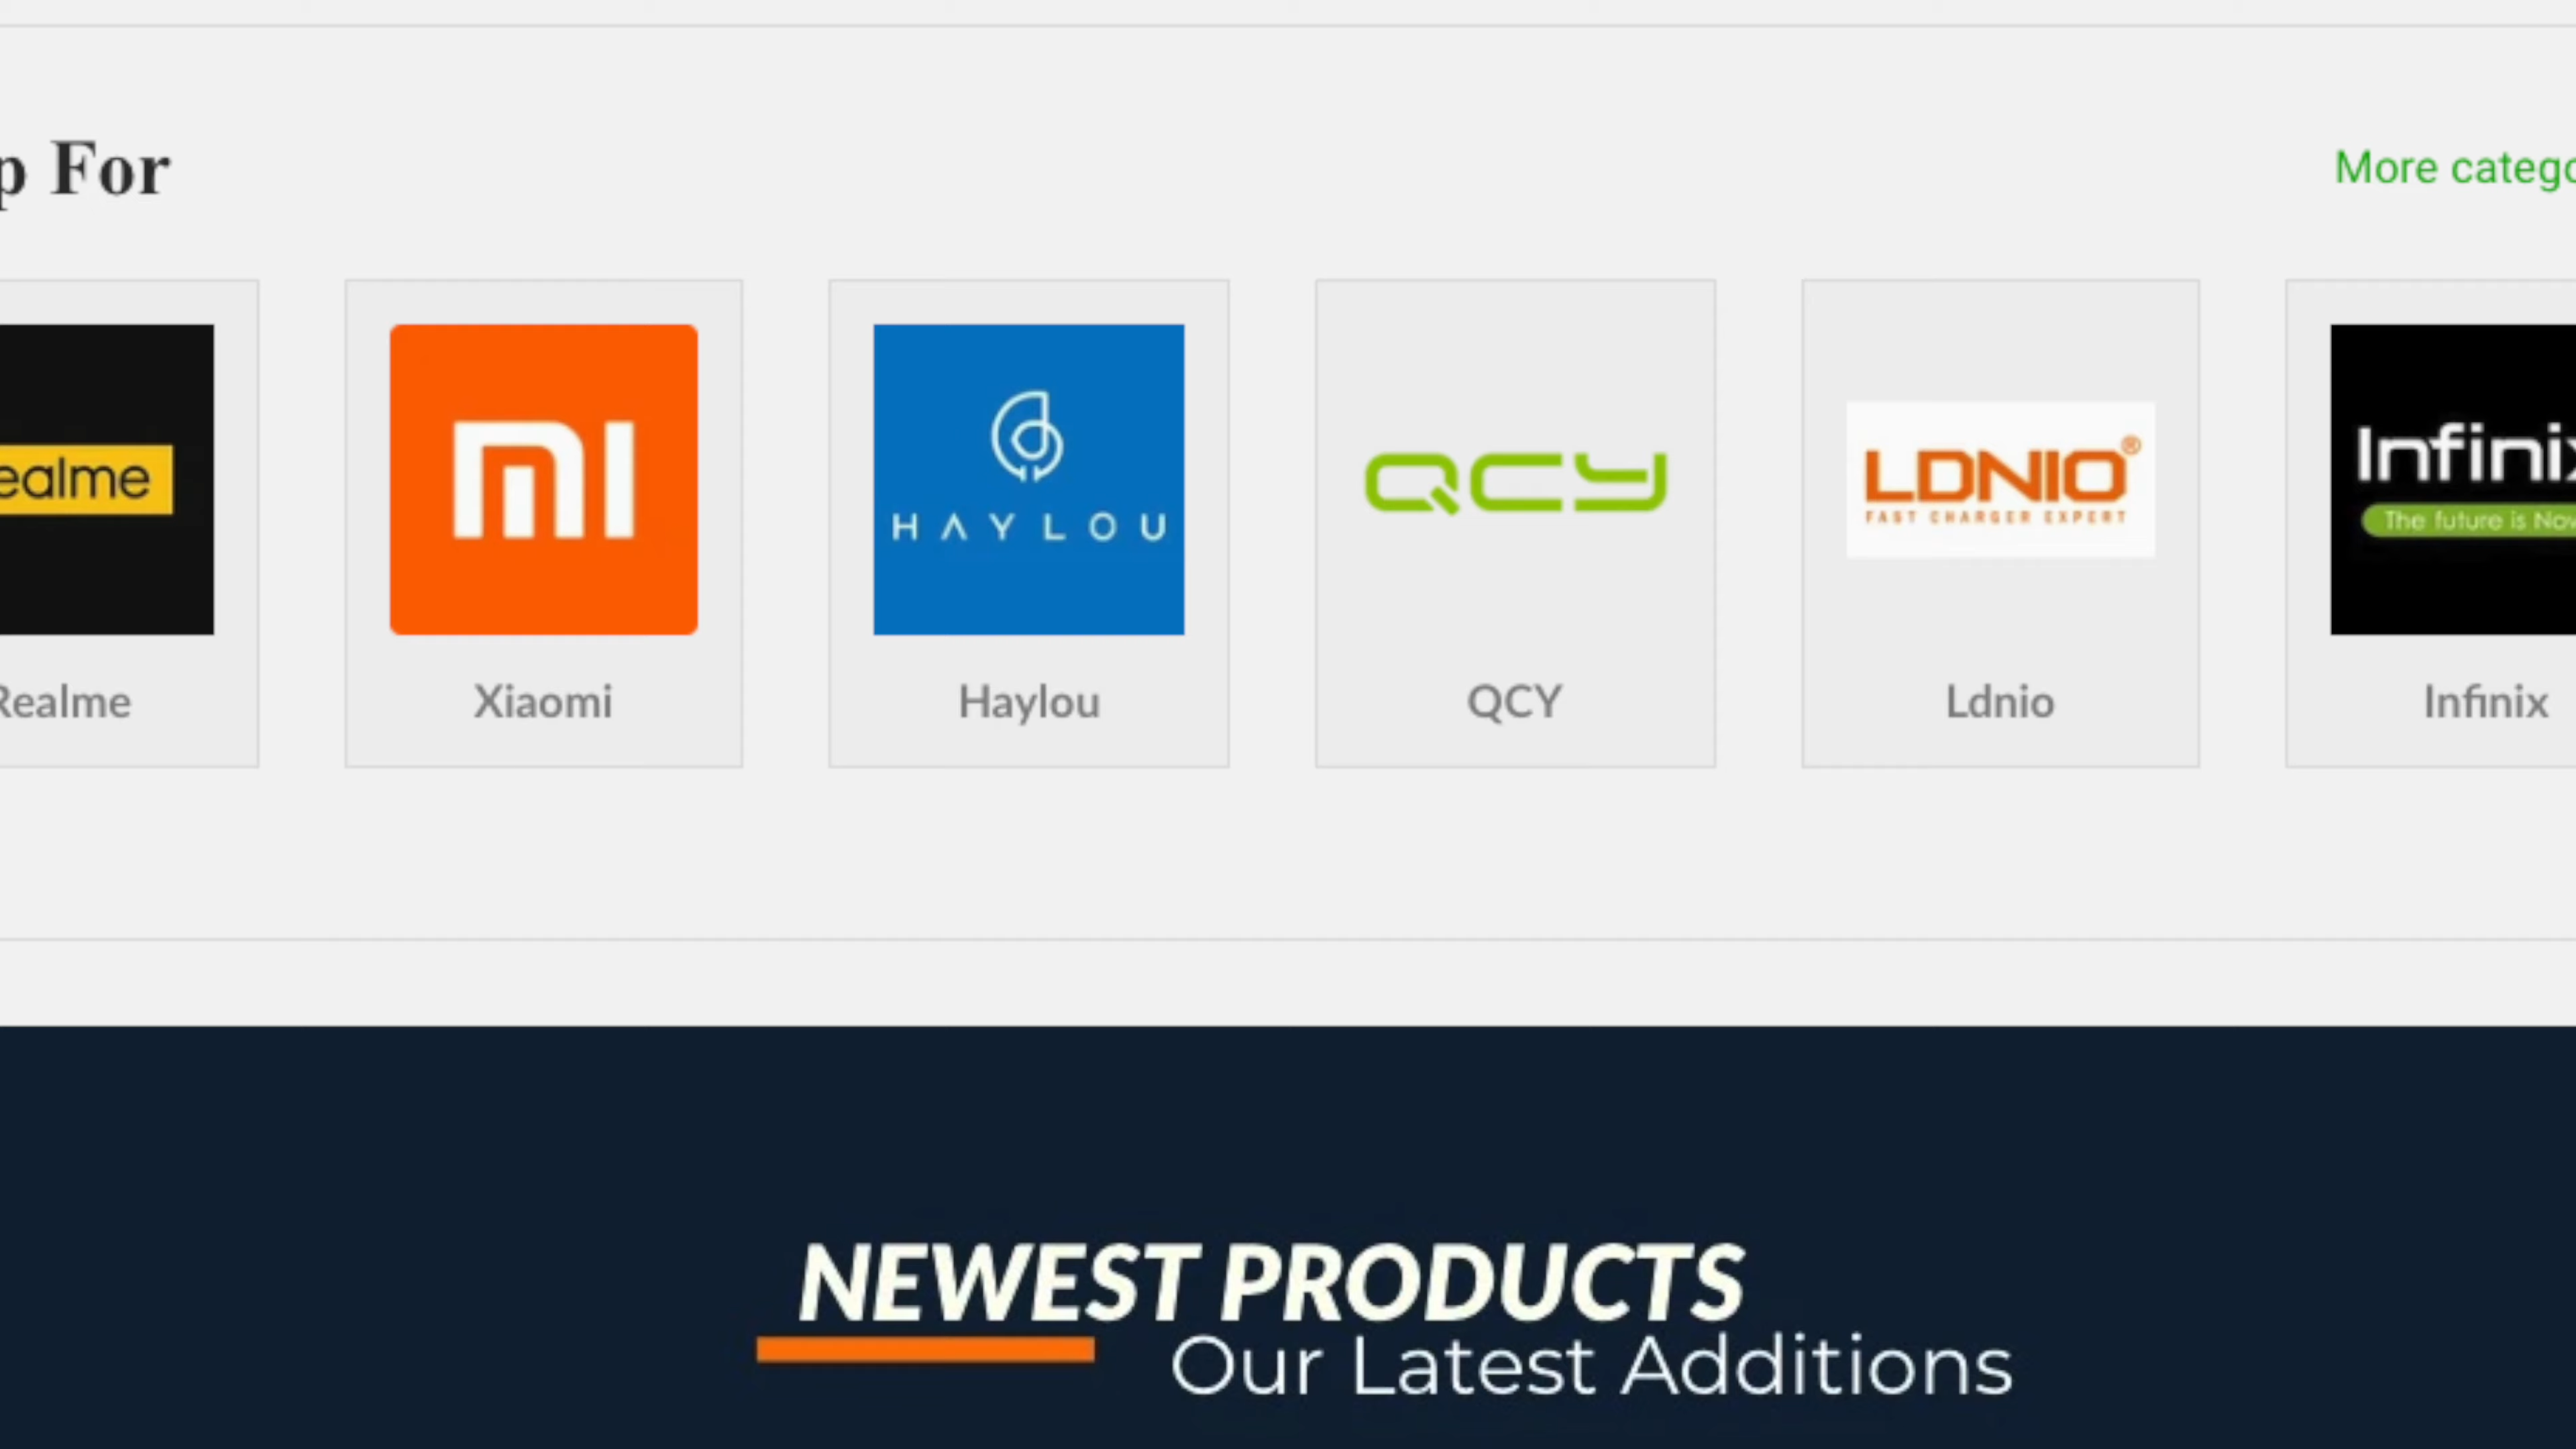 p For
More catego
ealme
mi
HAYLOU
QCY
LDNIO®
FAST CHARGER EXPERT
Infinix
The future is Nov
Realme
Xiaomi
Haylou
QCY
Ldnio
Infinix
NEWEST PRODUCTS
Our Latest Additions